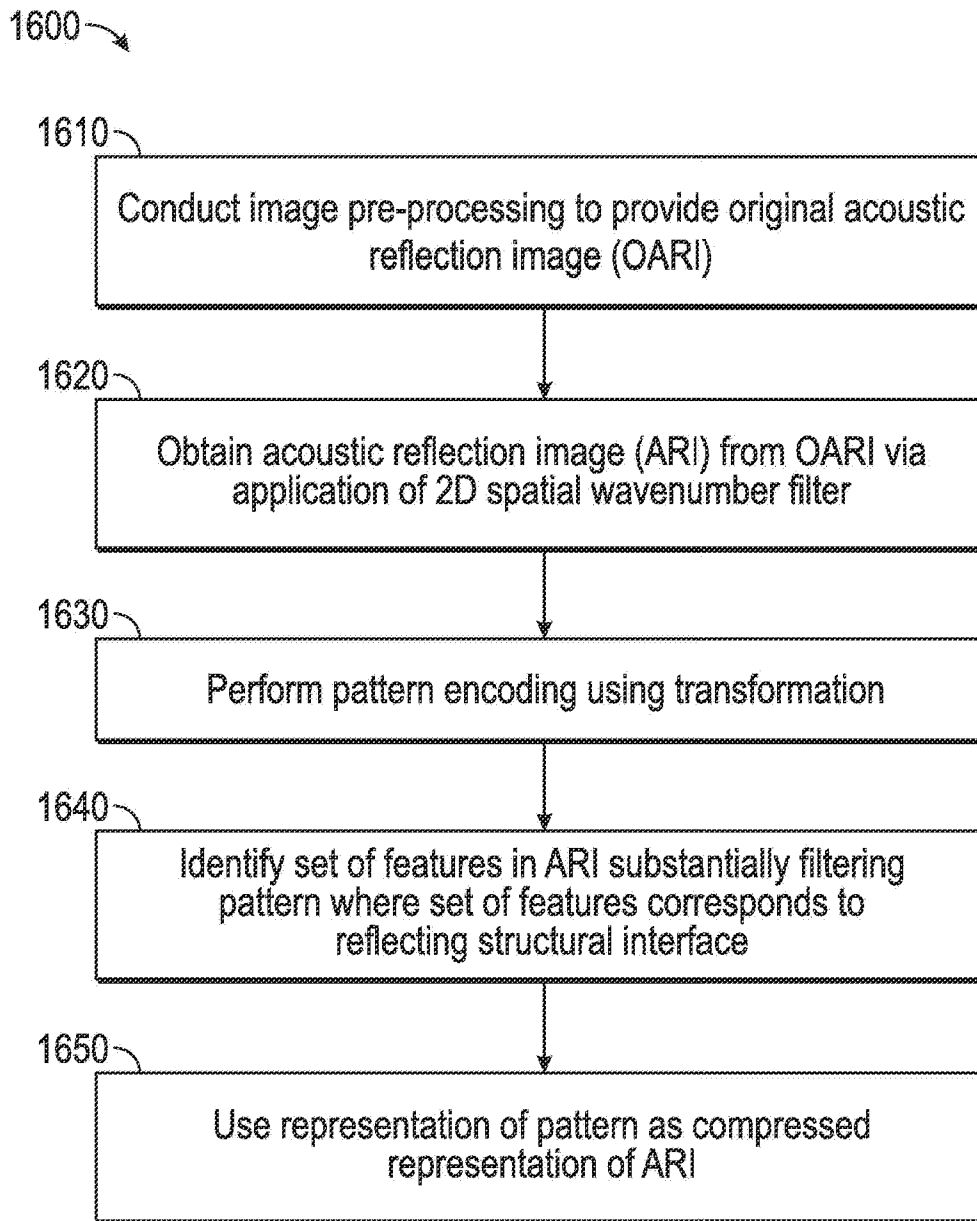 1600
1610
Conduct image pre-processing to provide original acoustic
reflection image (OARI)
1620
Obtain acoustic reflection image (ARI) from OARI via
application of 2D spatial wavenumber filter
1630
Perform pattern encoding using transformation
1640
Identify set of features in ARI substantially filtering
pattern where set of features corresponds to
reflecting structural interface
1650
Use representation of pattern as compressed
representation of ARI